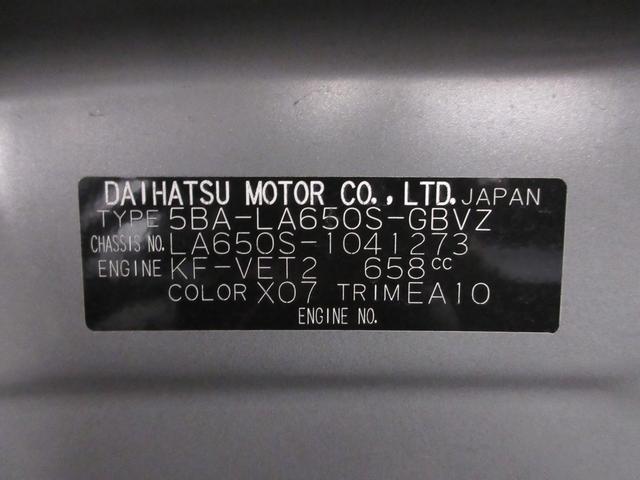 DAIHATSU MOTOR CO., LTD. JAPAN
TYPE 5BA-LA650S-GBVZ
CHASSIS NO. LA650S-1041273
ENGINE KF-VET2 658cc
COLOR X07 TRIM EA10
ENGINE NO.